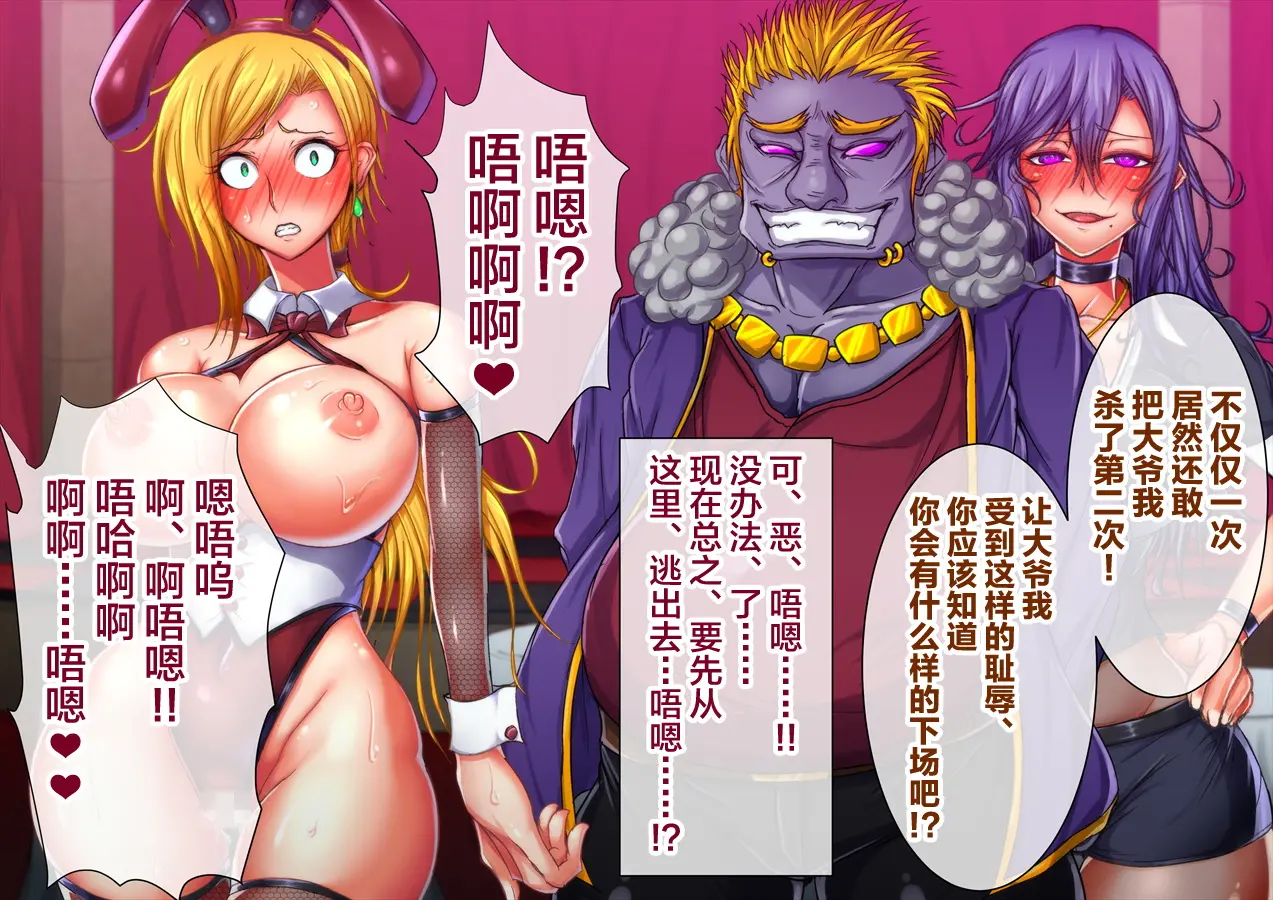 不仅仅一次
居然还敢
把大爷我
杀了第二次！
让大爷我
受到这样的耻辱、
你应该知道
你会有什么样的下场吧!?
可、恶、唔嗯……!!
没办法、了……
现在总之、要先从
这里、逃出去…唔嗯………!?
唔嗯!?
唔啊啊啊♥
嗯唔呜
啊、啊唔嗯!!
唔哈啊啊
啊啊……唔嗯♥♥